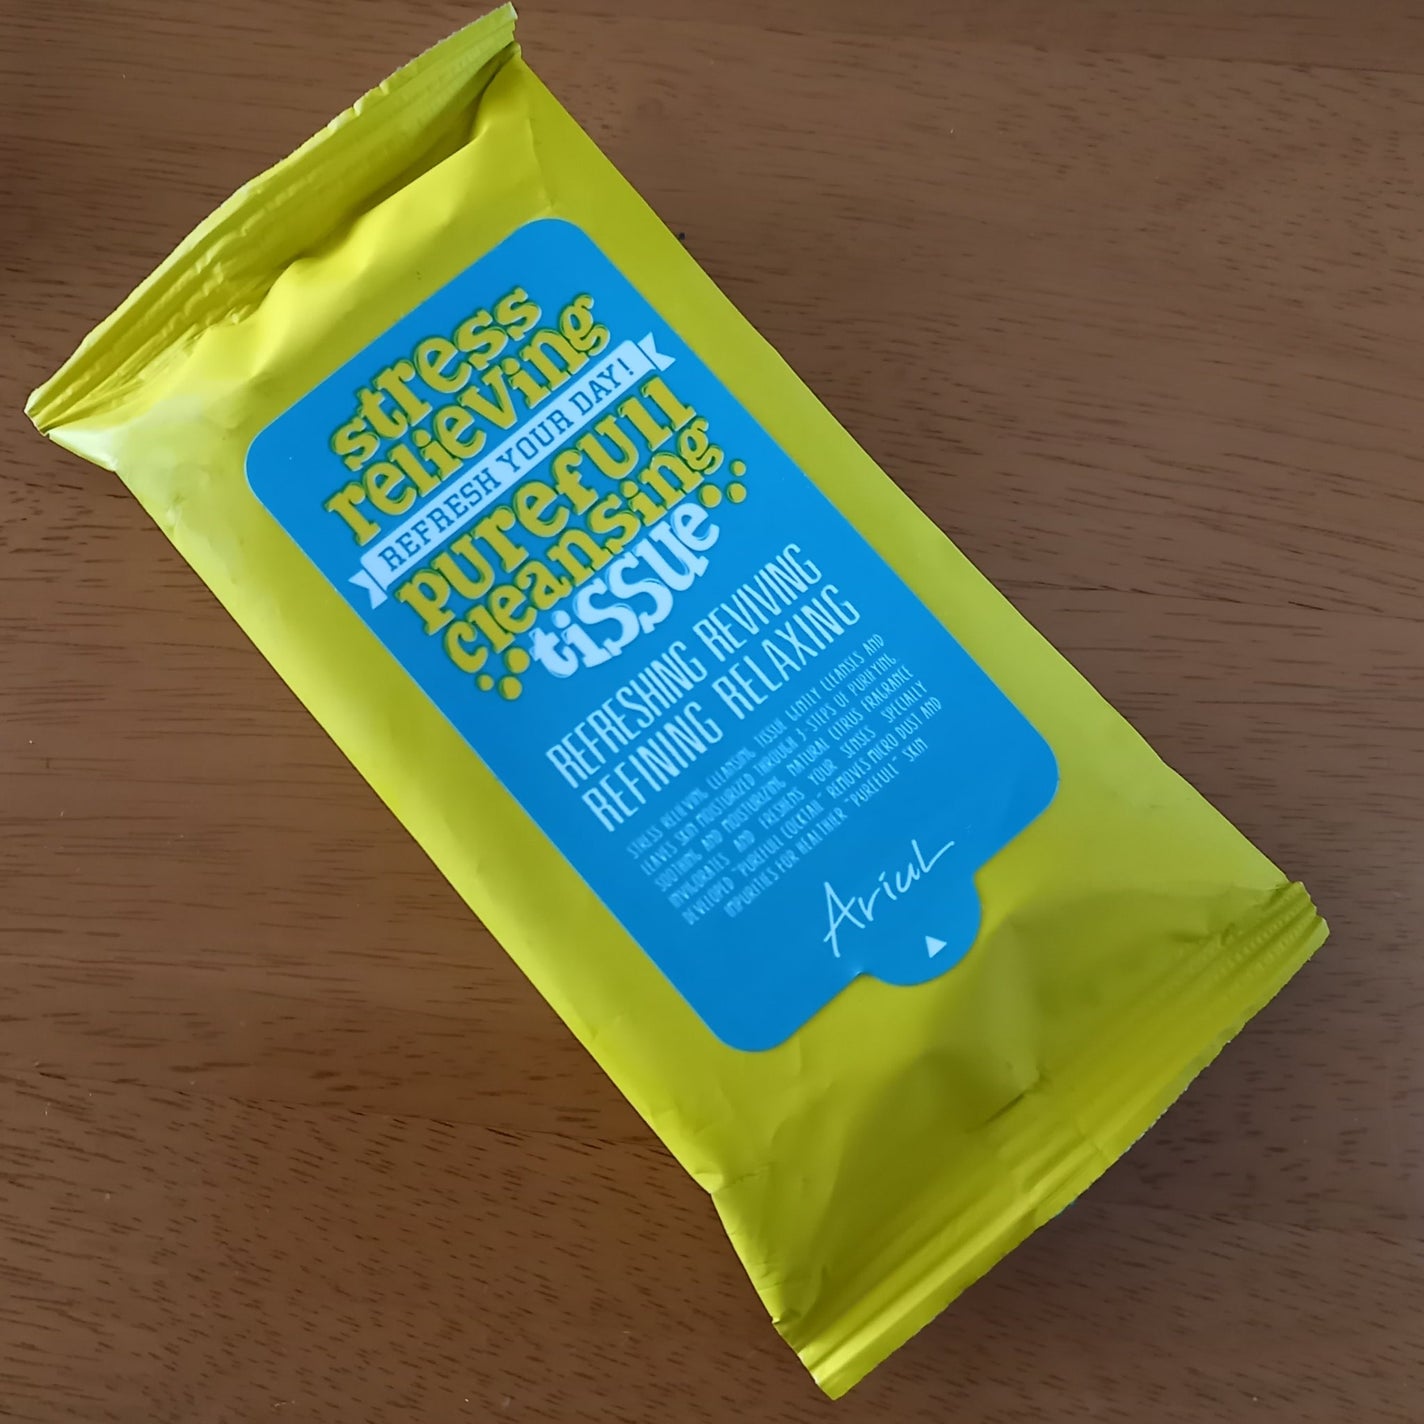 stress
relieving
REFRESH YOUR DAY!
purefull
cleansing
tissue
REFRESHING REVIVING
REFINING RELAXING
STRESS RELIEVING CLEANSING TISSUE GENTLY CLEANSES AND
LEAVES SKIN MOISTURIZED THROUGH 3-STEPS OF PURIFYING
SOOTHING AND MOISTURIZING NATURAL CITRUS FRAGRANCE
INVIGORATES AND FRESHENS YOUR SENSES SPECIALLY
DEVELOPED "PUREFULL COCKTAIL" REMOVES MICRO DUST AND
IMPURITIES FOR HEALTHIER "PUREFULL" SKIN
Ariul